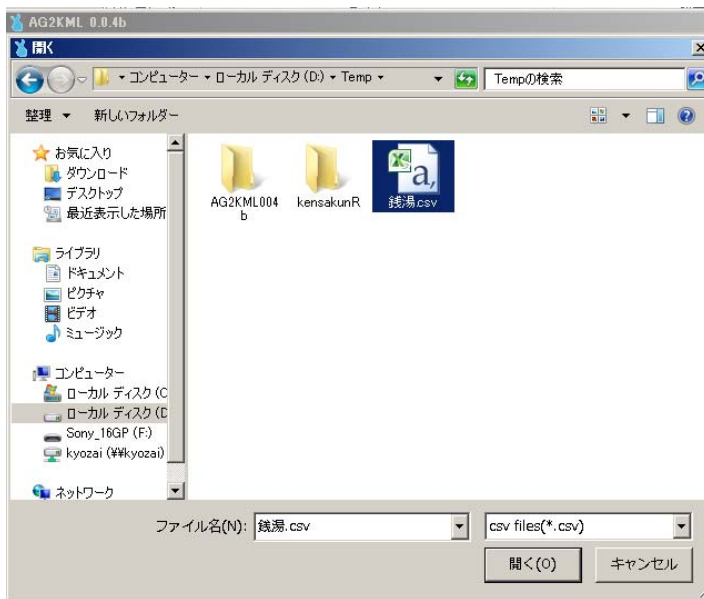 AG2KML 0.0.4b
開く
コンピューター ▾ ローカル ディスク (D:) ▾ Temp ▾
Tempの検索
整理 ▼ 新しいフォルダー
お気に入り
ダウンロード
デスクトップ
最近表示した場所
ライブラリ
ドキュメント
ピクチャ
ビデオ
ミュージック
コンピューター
ローカル ディスク (C
ローカル ディスク (D
Sony_16GP (F:)
kyozai (¥¥kyozai)
ネットワーク
AG2KML004
b
kensakunR
銭湯.csv
ファイル名(N): 銭湯.csv
csv files(*.csv)
開く(O) キャンセル